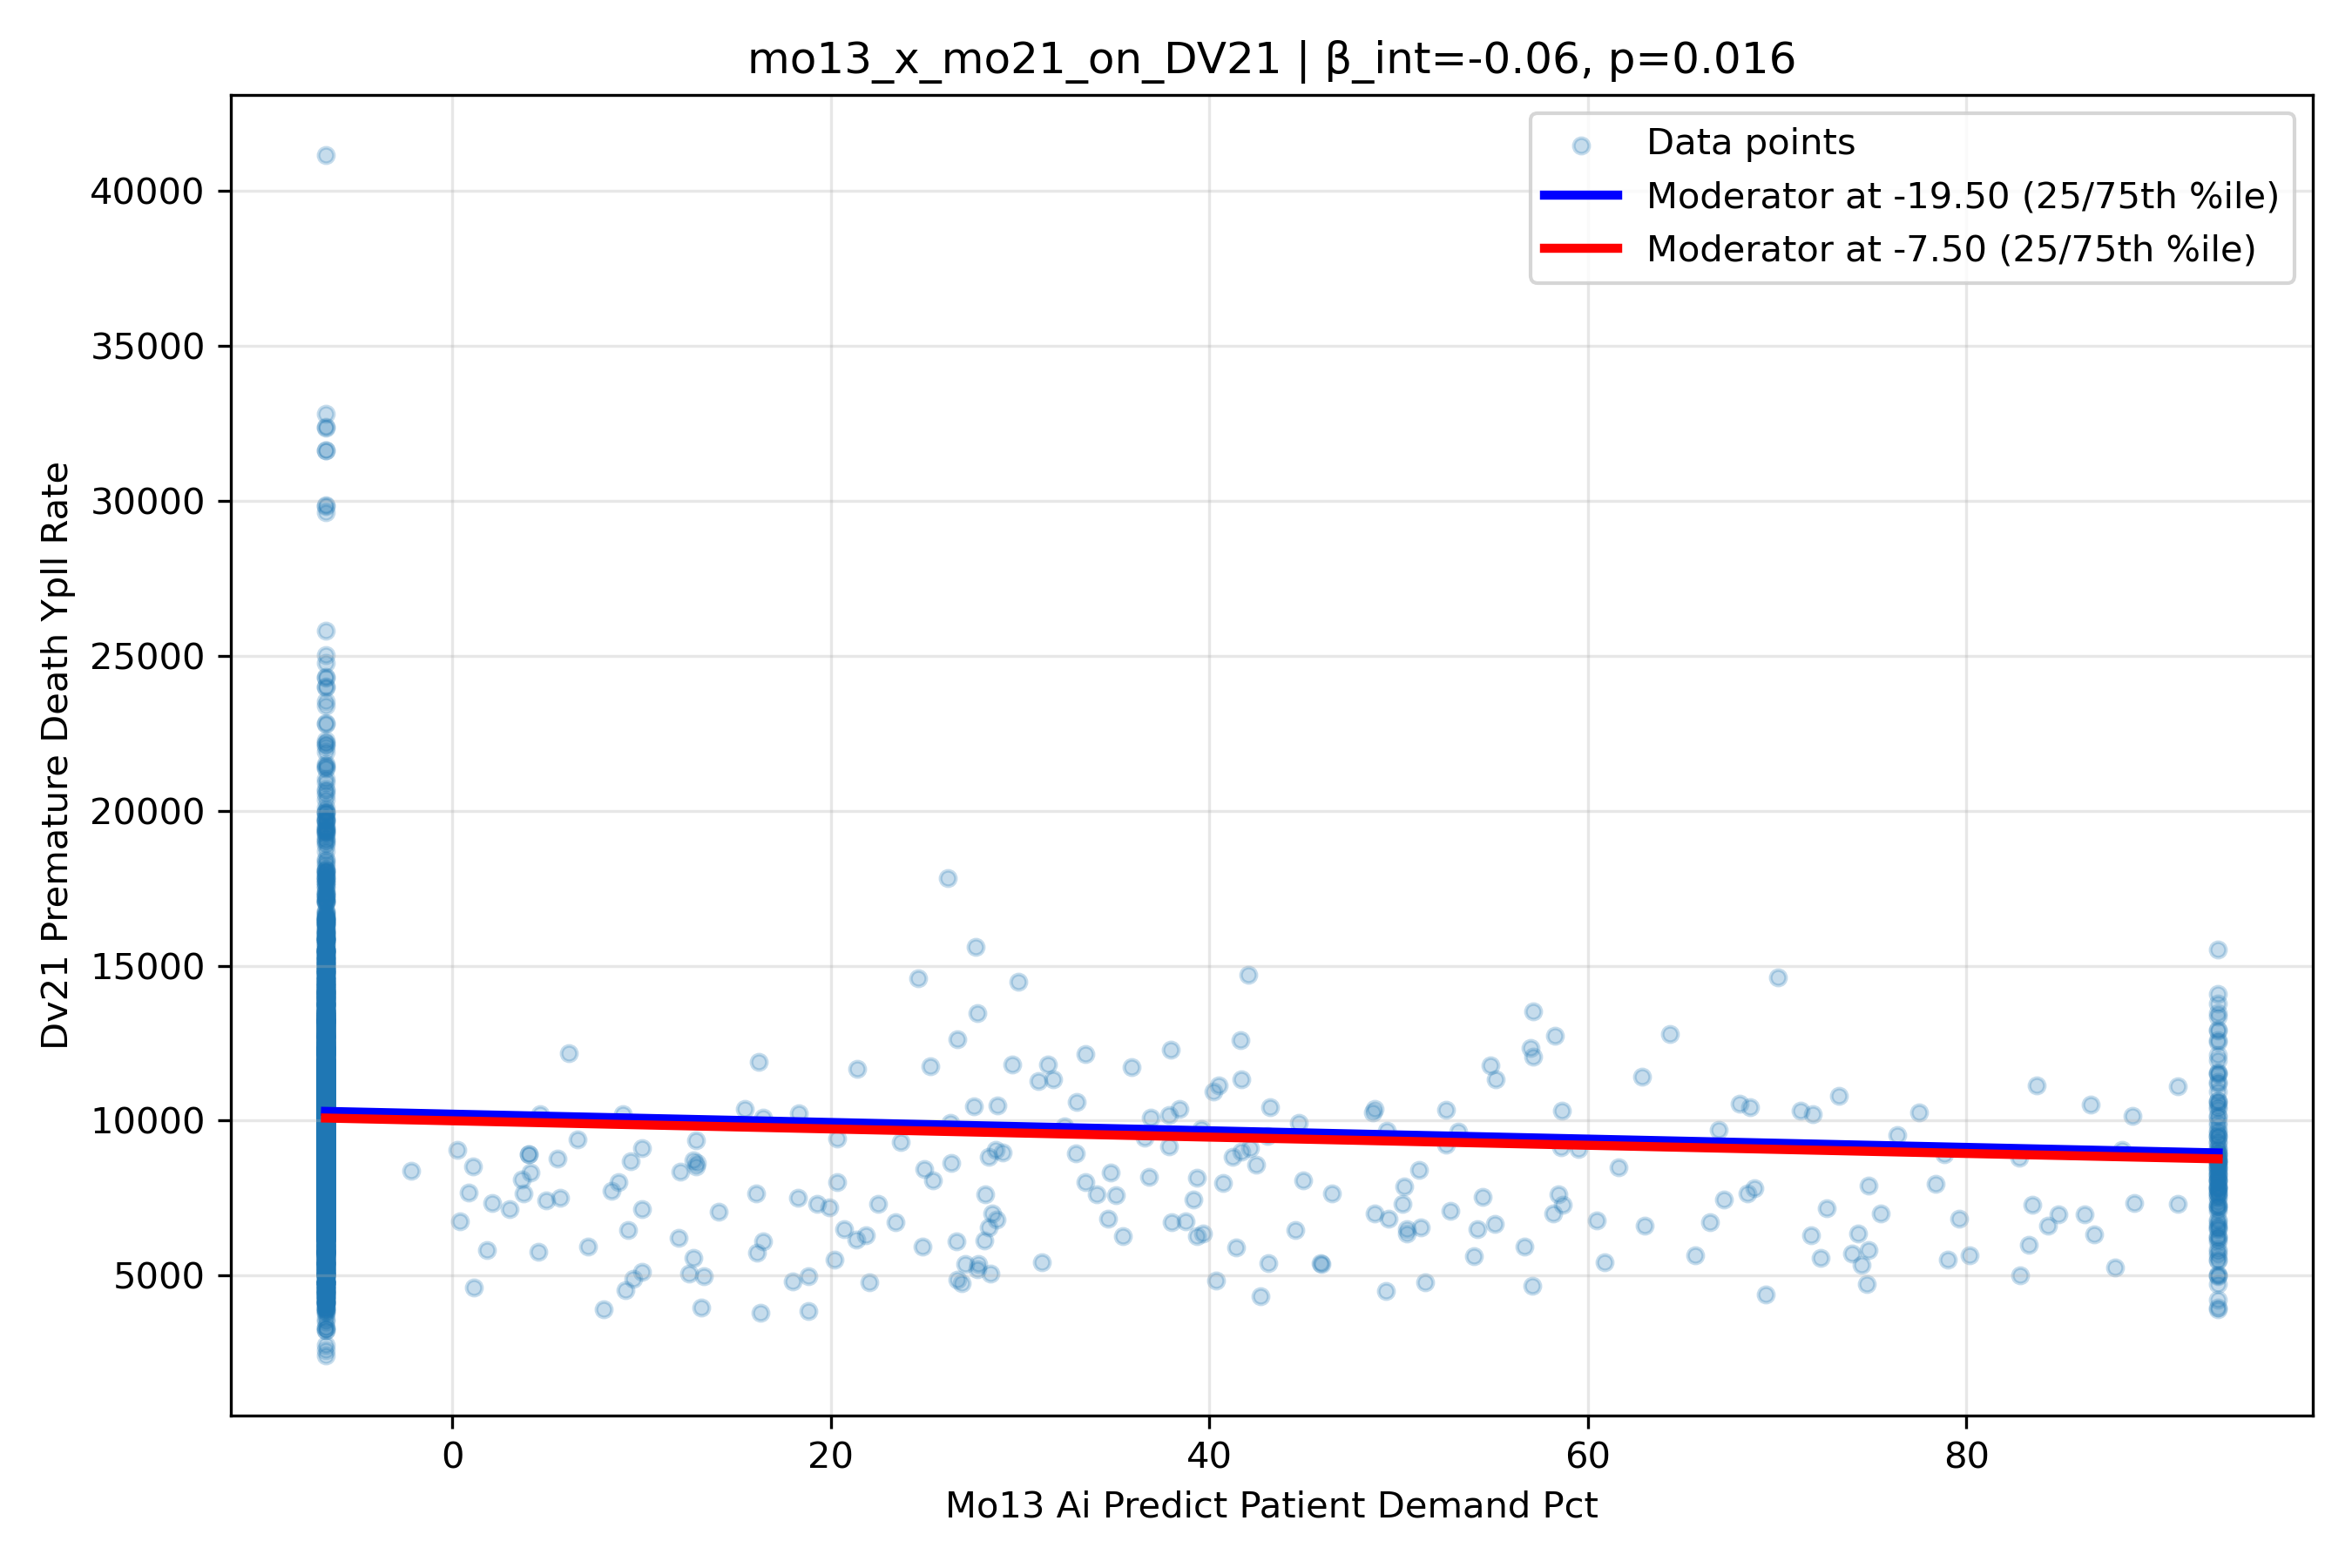 mo13_x_mo21_on_DV21 | β_int=-0.06, p=0.016
Data points
Moderator at -19.50 (25/75th %ile)
Moderator at -7.50 (25/75th %ile)
Dv21 Premature Death Ypll Rate
40000
35000
30000
25000
20000
15000
10000
5000
0
20
40
60
80
Mo13 Ai Predict Patient Demand Pct